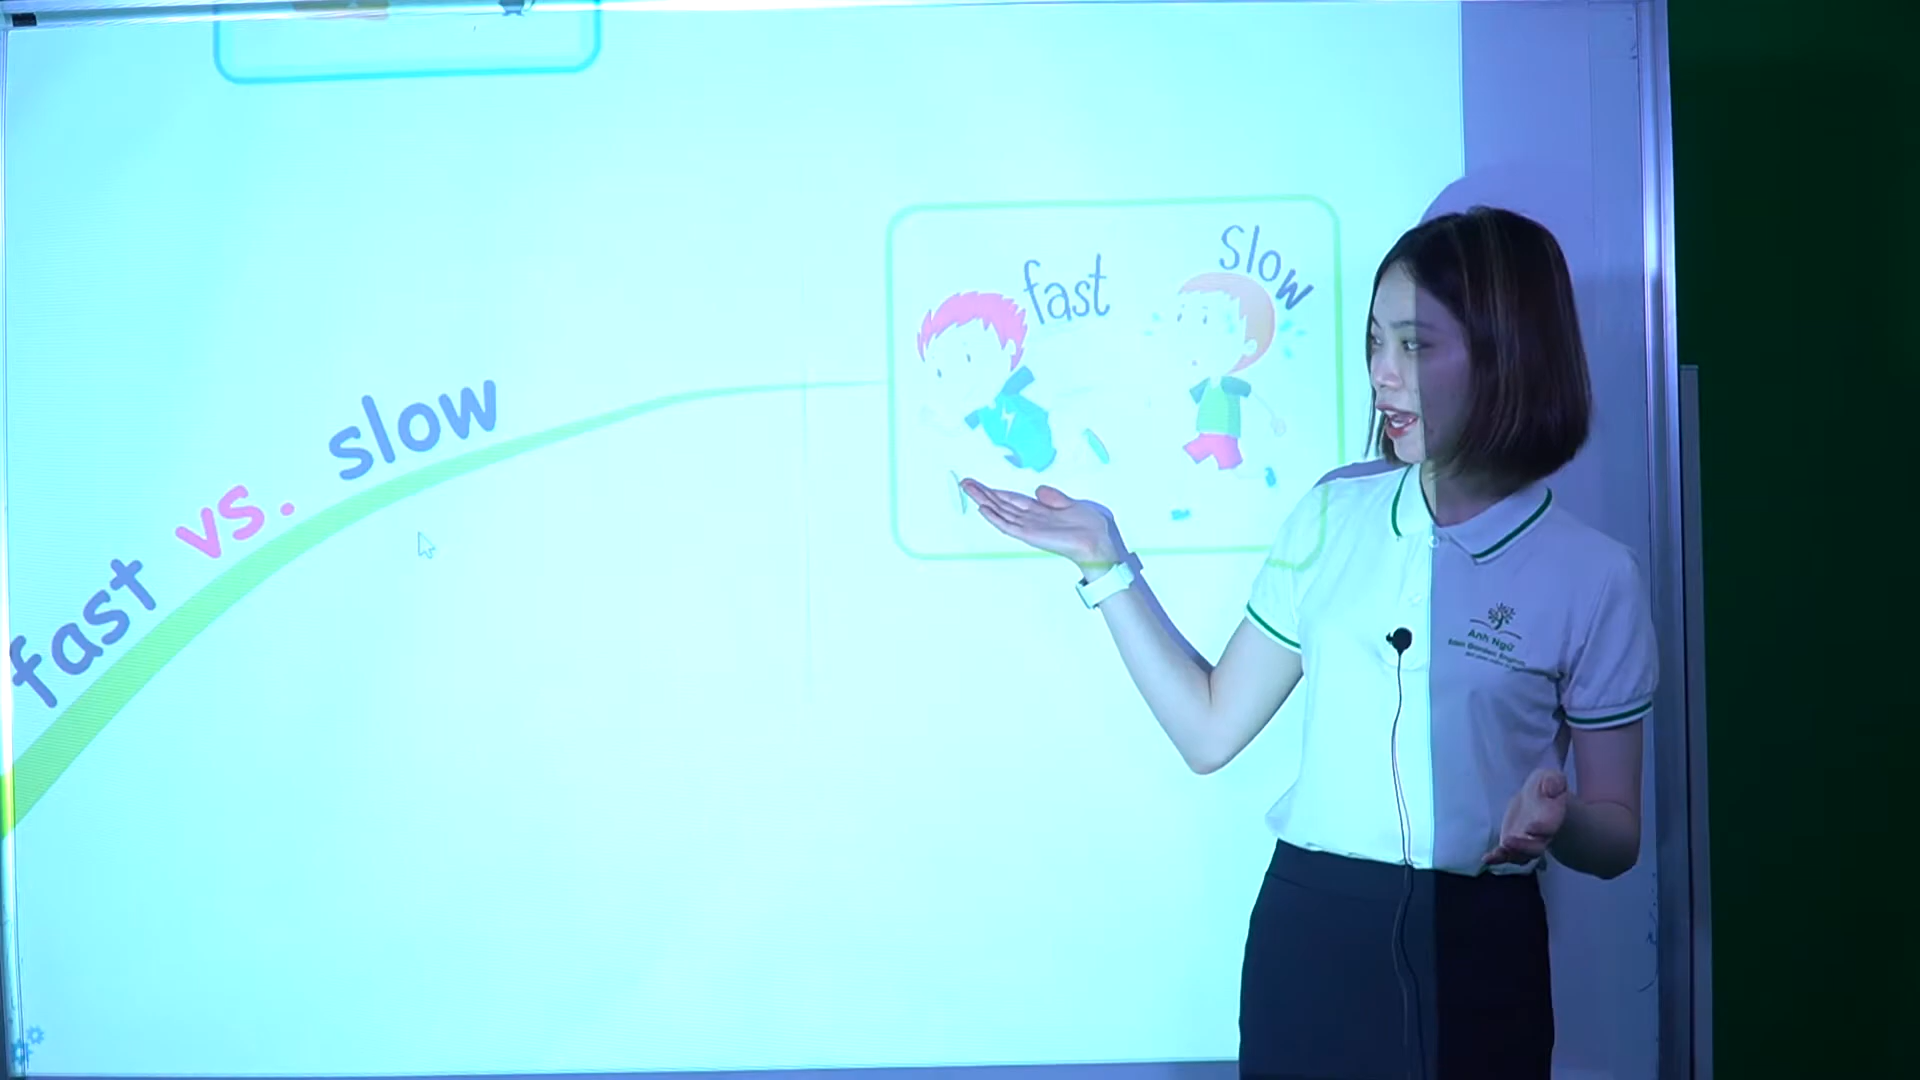 fast vs. slow
fast
slow
Anh Ngữ